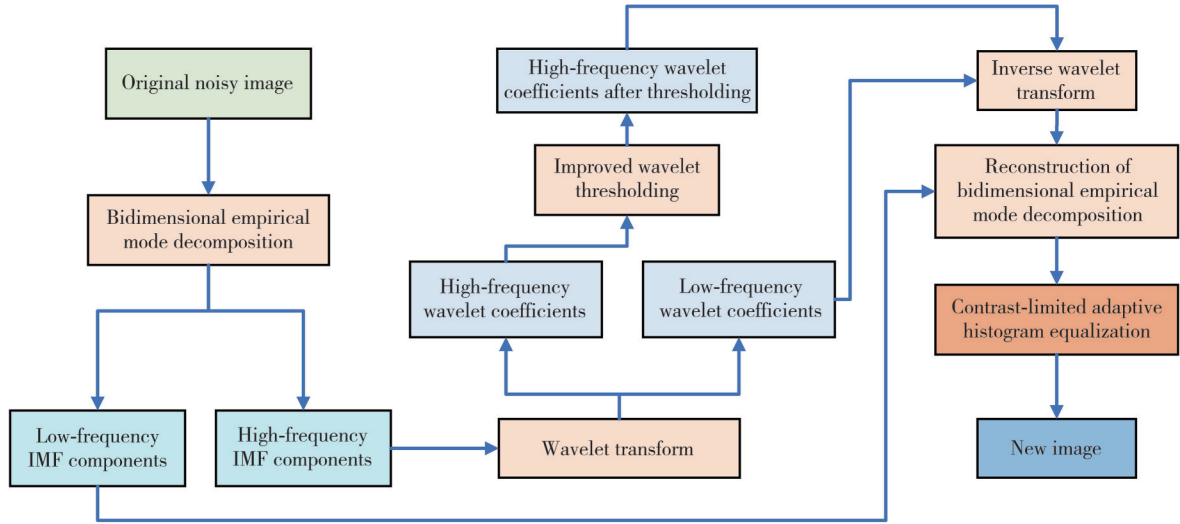 Original noisy image
Bidimensional empirical
mode decomposition
Low-frequency
IMF components
High-frequency
IMF components
Wavelet transform
High-frequency
wavelet coefficients
Low-frequency
wavelet coefficients
Improved wavelet
thresholding
High-frequency wavelet
coefficients after thresholding
Inverse wavelet
transform
Reconstruction of
bidimensional empirical
mode decomposition
Contrast-limited adaptive
histogram equalization
New image